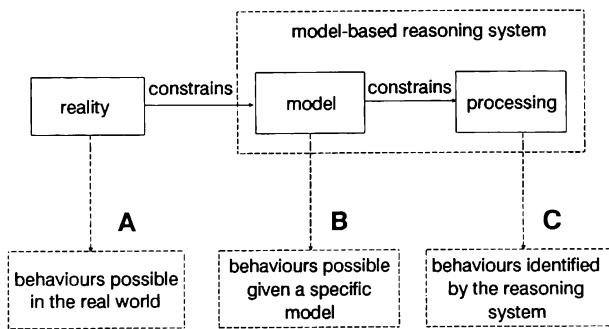 model-based reasoning system
reality
constrains
model
constrains
processing
A
B
C
behaviours possible
in the real world
behaviours possible
given a specific
model
behaviours identified
by the reasoning
system